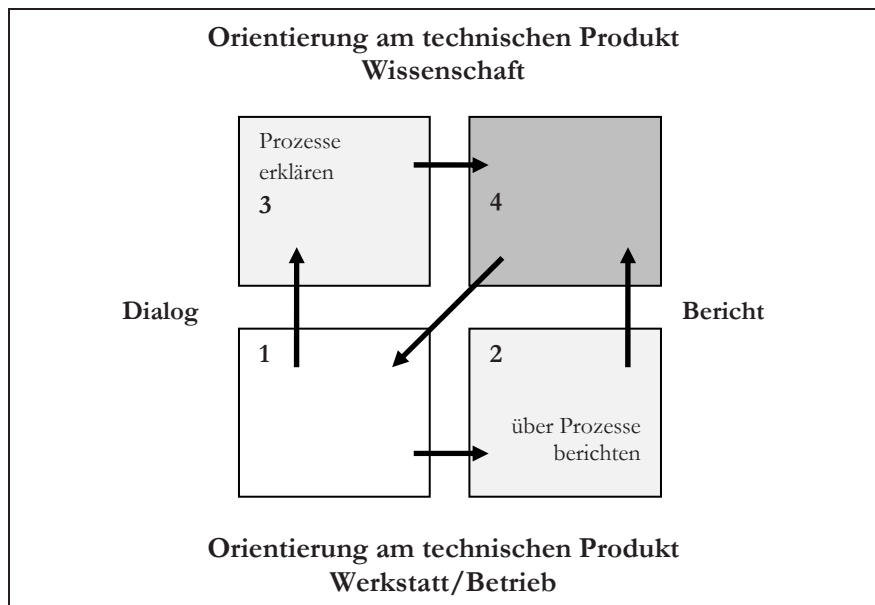 Orientierung am technischen Produkt
Wissenschaft
Prozesse
erklären
3
4
Dialog
Bericht
1
2
über Prozesse
berichten
Orientierung am technischen Produkt
Werkstatt/Betrieb